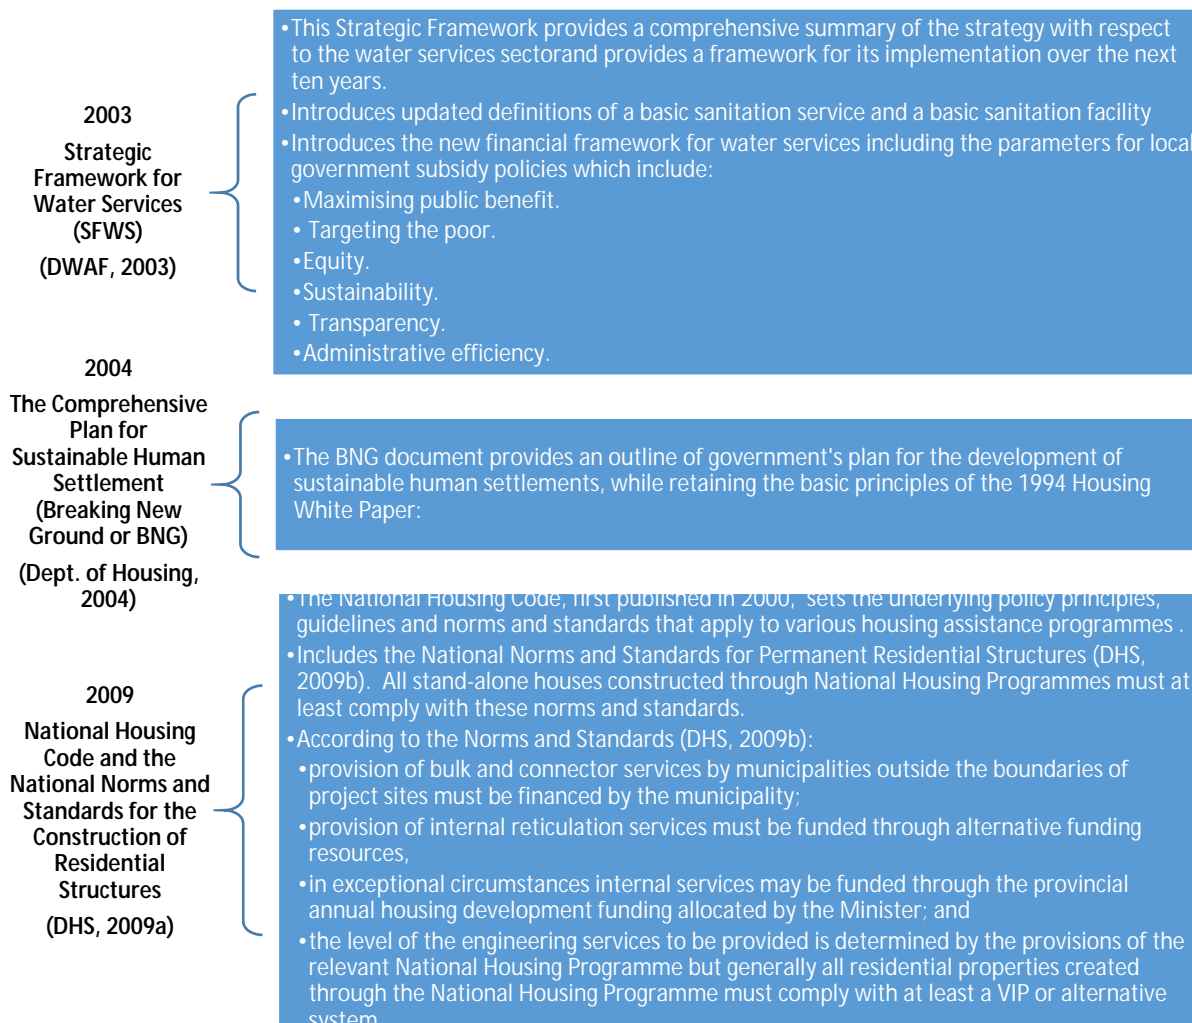 2003
Strategic
Framework for
Water Services
(SFWS)
(DWAF, 2003)
•This Strategic Framework provides a comprehensive summary of the strategy with respect
to the water services sectorand provides a framework for its implementation over the next
ten years.
•Introduces updated definitions of a basic sanitation service and a basic sanitation facility
•Introduces the new financial framework for water services including the parameters for local
government subsidy policies which include:
•Maximising public benefit.
• Targeting the poor.
•Equity.
•Sustainability.
• Transparency.
•Administrative efficiency.
2004
The Comprehensive
Plan for
Sustainable Human
Settlement
(Breaking New
Ground or BNG)
(Dept. of Housing,
2004)
•The BNG document provides an outline of government's plan for the development of
sustainable human settlements, while retaining the basic principles of the 1994 Housing
White Paper:
2009
National Housing
Code and the
National Norms and
Standards for the
Construction of
Residential
Structures
(DHS, 2009a)
•The National Housing Code, first published in 2000, sets the underlying policy principles,
guidelines and norms and standards that apply to various housing assistance programmes .
•Includes the National Norms and Standards for Permanent Residential Structures (DHS,
2009b). All stand-alone houses constructed through National Housing Programmes must at
least comply with these norms and standards.
•According to the Norms and Standards (DHS, 2009b):
•provision of bulk and connector services by municipalities outside the boundaries of
project sites must be financed by the municipality;
•provision of internal reticulation services must be funded through alternative funding
resources,
•in exceptional circumstances internal services may be funded through the provincial
annual housing development funding allocated by the Minister; and
•the level of the engineering services to be provided is determined by the provisions of the
relevant National Housing Programme but generally all residential properties created
through the National Housing Programme must comply with at least a VIP or alternative
system